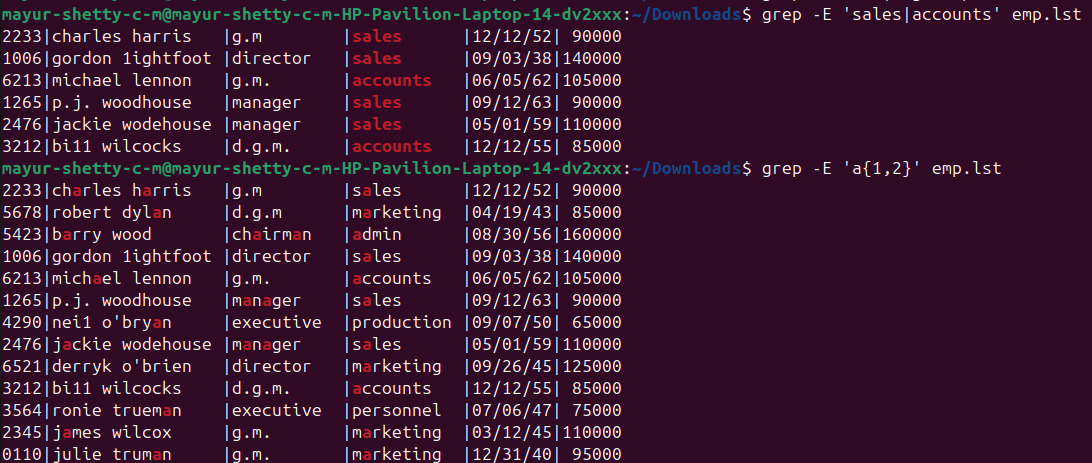 mayur-shetty-c-m@mayur-shetty-c-m-HP-Pavilion-Laptop-14-dv2xxx:~/Downloads$ grep -E 'sales|accounts' emp.lst
2233|charles harris   |g.m       |sales      |12/12/52| 90000
1006|gordon 1ightfoot |director  |sales      |09/03/38|140000
6213|michael lennon   |g.m.      |accounts   |06/05/62|105000
1265|p.j. woodhouse   |manager   |sales      |09/12/63| 90000
2476|jackie wodehouse |manager   |sales      |05/01/59|110000
3212|bi11 wilcocks    |d.g.m.    |accounts   |12/12/55| 85000
mayur-shetty-c-m@mayur-shetty-c-m-HP-Pavilion-Laptop-14-dv2xxx:~/Downloads$ grep -E 'a{1,2}' emp.lst
2233|charles harris   |g.m       |sales      |12/12/52| 90000
5678|robert dylan     |d.g.m     |marketing  |04/19/43| 85000
5423|barry wood       |chairman  |admin      |08/30/56|160000
1006|gordon 1ightfoot |director  |sales      |09/03/38|140000
6213|michael lennon   |g.m.      |accounts   |06/05/62|105000
1265|p.j. woodhouse   |manager   |sales      |09/12/63| 90000
4290|nei1 o'bryan     |executive |production |09/07/50| 65000
2476|jackie wodehouse |manager   |sales      |05/01/59|110000
6521|derryk o'brien   |director  |marketing  |09/26/45|125000
3212|bi11 wilcocks    |d.g.m.    |accounts   |12/12/55| 85000
3564|ronie trueman    |executive |personnel  |07/06/47| 75000
2345|james wilcox     |g.m.      |marketing  |03/12/45|110000
0110|julie truman     |g.m.      |marketing  |12/31/40| 95000